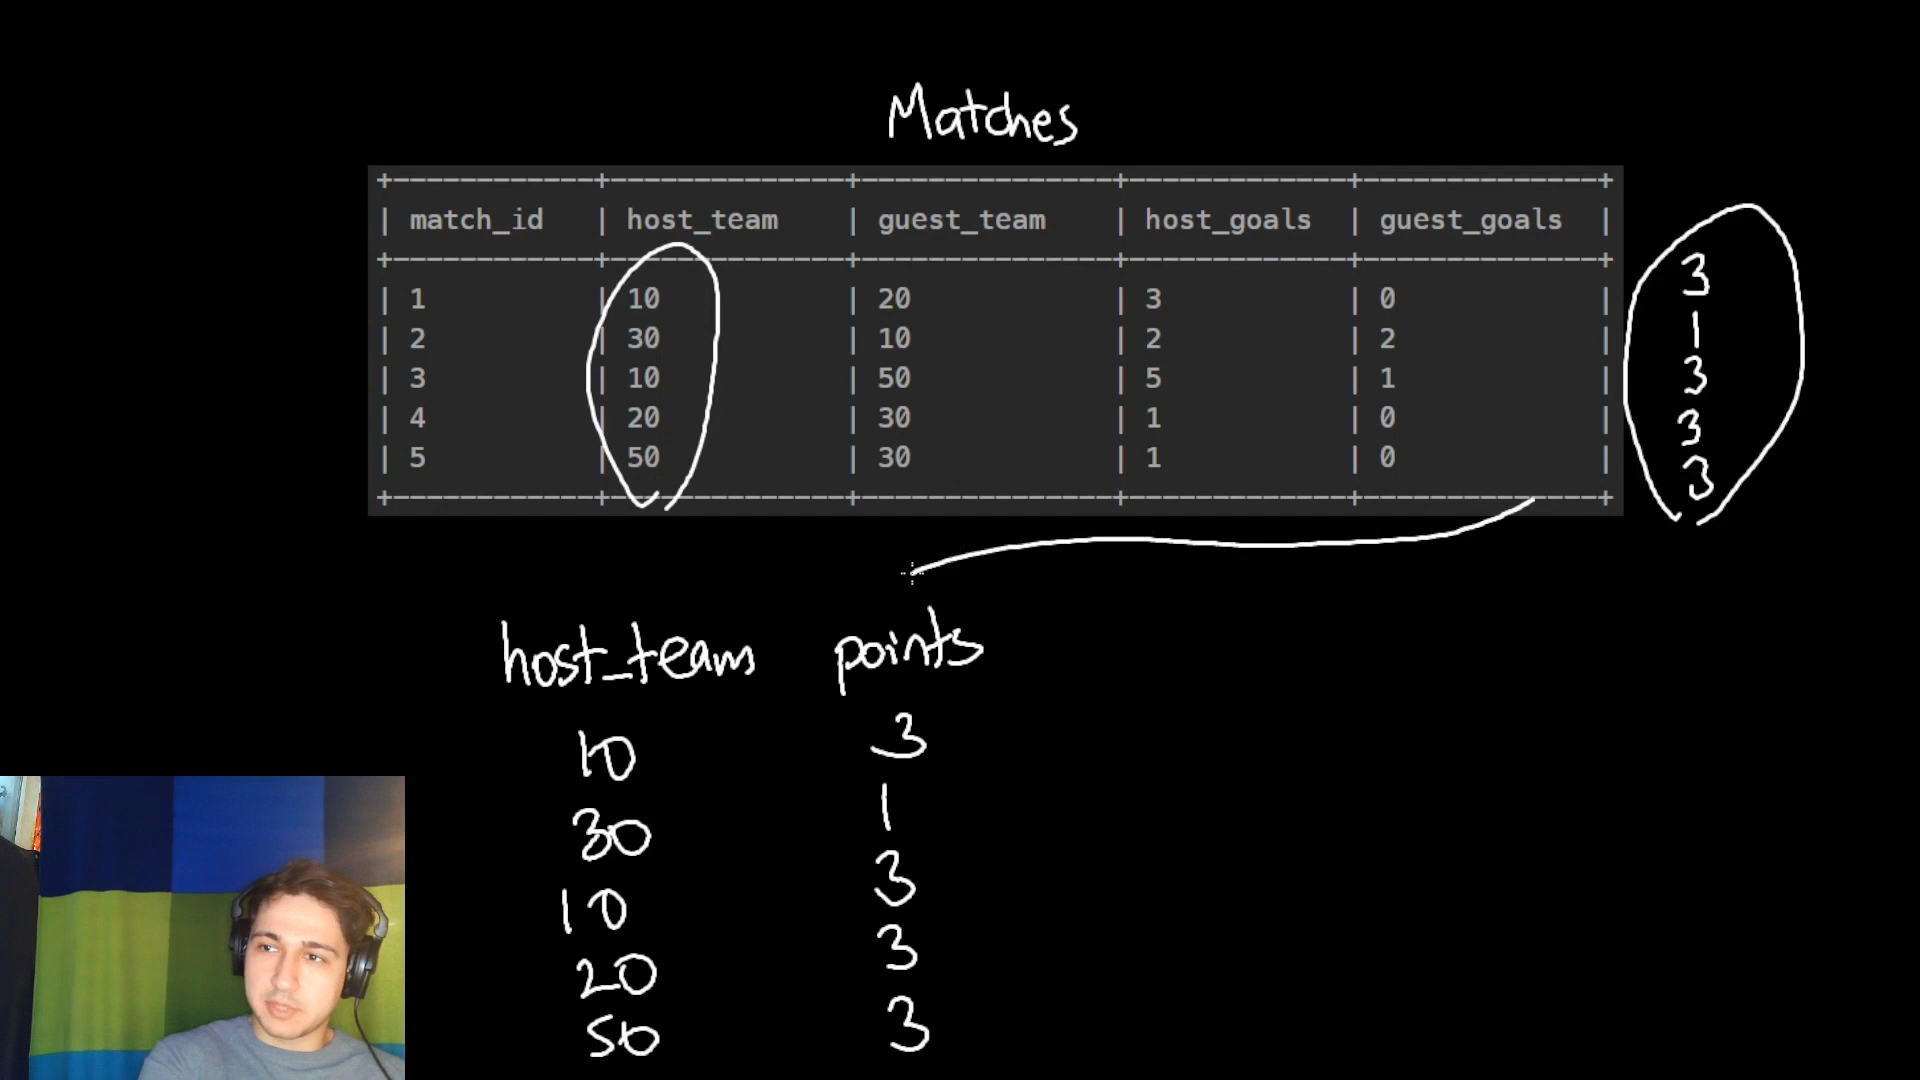 Matches
+------------+--------------+---------------+-------------+--------------+
| match_id | host_team | guest_team | host_goals | guest_goals |
+------------+--------------+---------------+-------------+--------------+
| 1 | 10 | 20 | 3 | 0 | 3
| 2 | 30 | 10 | 2 | 2 | 1
| 3 | 10 | 50 | 5 | 1 | 3
| 4 | 20 | 30 | 1 | 0 | 3
| 5 | 50 | 30 | 1 | 0 | 3
+------------+--------------+---------------+-------------+--------------+
host_team points
10 3
30 1
10 3
20 3
50 3